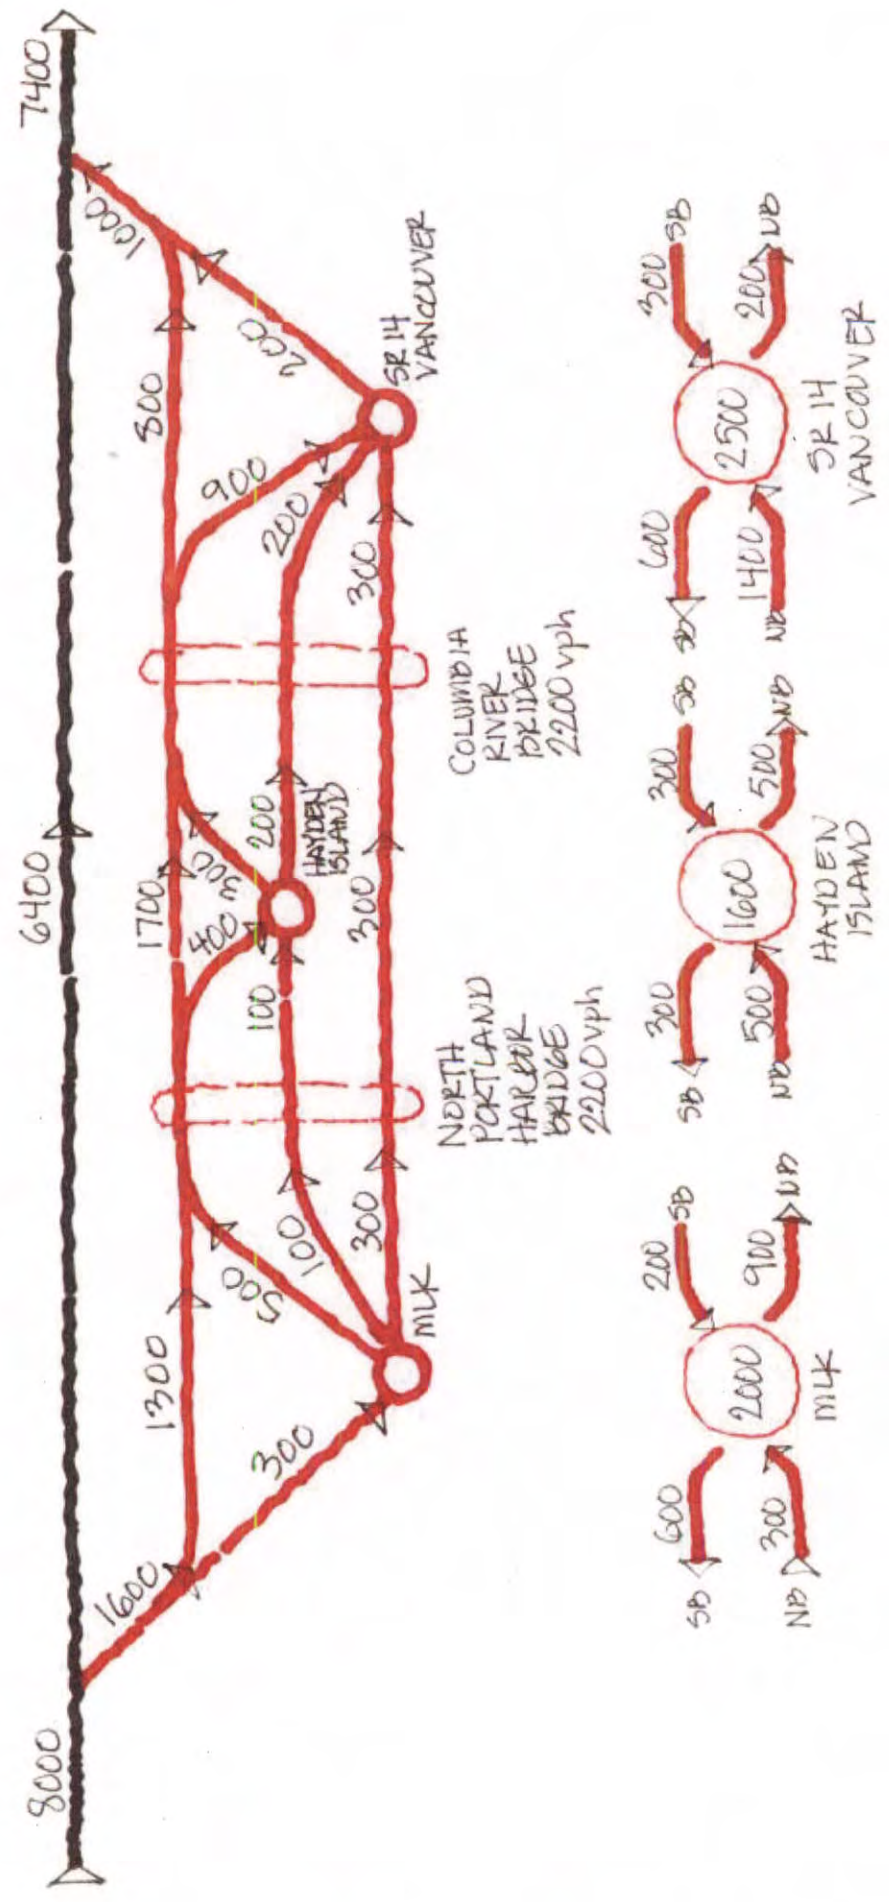 8000
6400
7400
1600
1000
1300
1700
800
300
500
400
300
900
200
100
100
200
200
300
300
300
MLK
HAYDEN
ISLAND
SR 14
VANCOUVER
NORTH
PORTLAND
HARBOR
BRIDGE
2200 vph
COLUMBIA
RIVER
BRIDGE
2200 vph
SB
600
200
SB
2000
NB
300
900
NB
MLK
SB
300
300
SB
1600
NB
500
500
NB
HAYDEN
ISLAND
SB
600
300
SB
2500
NB
1400
200
NB
SR 14
VANCOUVER